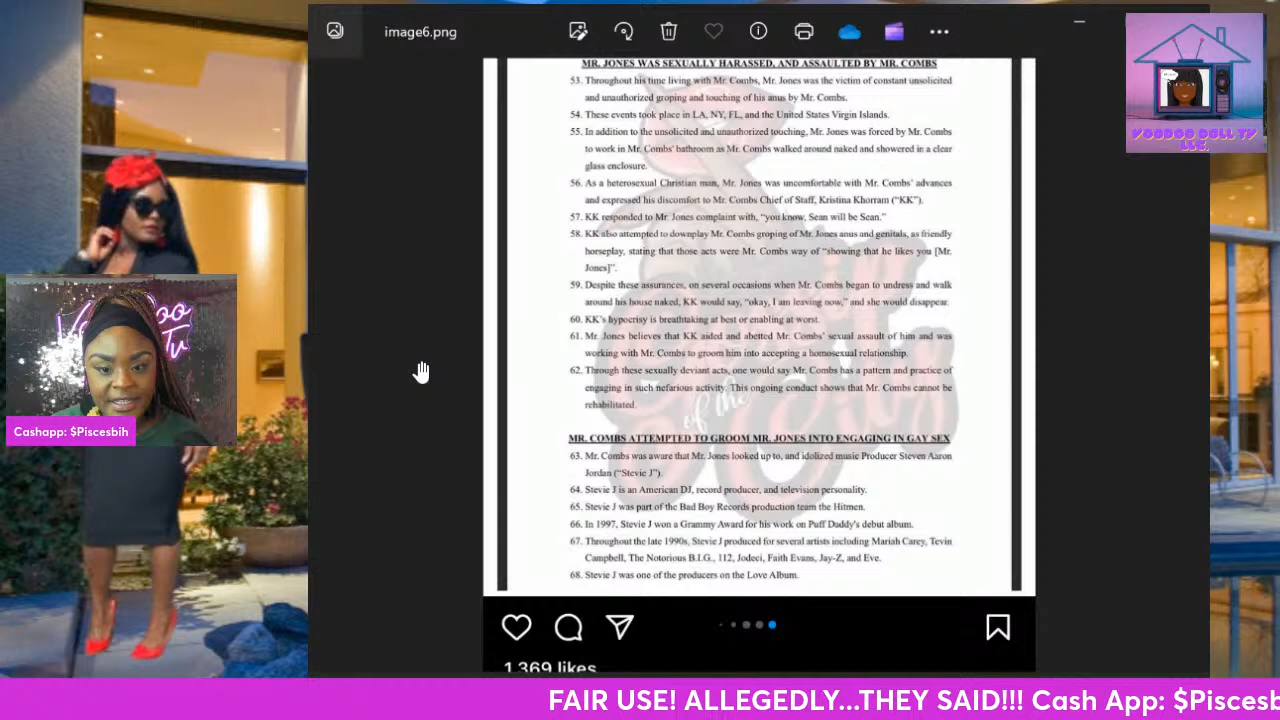 image6.png
MR. JONES WAS SEXUALLY HARASSED, AND ASSAULTED BY MR. COMBS
53. Throughout his time living with Mr. Combs, Mr. Jones was the victim of constant unsolicited
and unauthorized groping and touching of his anus by Mr. Combs.
54. These events took place in LA, NY, FL, and the United States Virgin Islands.
55. In addition to the unsolicited and unauthorized touching, Mr. Jones was forced by Mr. Combs
to work in Mr. Combs' bathroom as Mr. Combs walked around naked and showered in a clear
glass enclosure.
56. As a heterosexual Christian man, Mr. Jones was uncomfortable with Mr. Combs' advances
and expressed his discomfort to Mr. Combs Chief of Staff, Kristina Khorram ("KK").
57. KK responded to Mr. Jones complaint with, "you know, Sean will be Sean."
58. KK also attempted to downplay Mr. Combs groping of Mr. Jones anus and genitals, as friendly
horseplay, stating that those acts were Mr. Combs way of "showing that he likes you [Mr.
Jones]".
59. Despite these assurances, on several occasions when Mr. Combs began to undress and walk
around his house naked, KK would say, "okay, I am leaving now," and she would disappear.
60. KK's hypocrisy is breathtaking at best or enabling at worst.
61. Mr. Jones believes that KK aided and abetted Mr. Combs' sexual assault of him and was
working with Mr. Combs to groom him into accepting a homosexual relationship.
62. Through these sexually deviant acts, one would say Mr. Combs has a pattern and practice of
engaging in such nefarious activity. This ongoing conduct shows that Mr. Combs cannot be
rehabilitated.
of the
MR. COMBS ATTEMPTED TO GROOM MR. JONES INTO ENGAGING IN GAY SEX
63. Mr. Combs was aware that Mr. Jones looked up to, and idolized music Producer Steven Aaron
Jordan ("Stevie J").
64. Stevie J is an American DJ, record producer, and television personality.
65. Stevie J was part of the Bad Boy Records production team the Hitmen.
66. In 1997, Stevie J won a Grammy Award for his work on Puff Daddy's debut album.
67. Throughout the late 1990s, Stevie J produced for several artists including Mariah Carey, Tevin
Campbell, The Notorious B.I.G., 112, Jodeci, Faith Evans, Jay-Z, and Eve.
68. Stevie J was one of the producers on the Love Album.
1,369 likes
VOODOO DOLL TV
LLC.
Tv
Cashapp: $Piscesbih
FAIR USE! ALLEGEDLY...THEY SAID!!! Cash App: $Piscesb